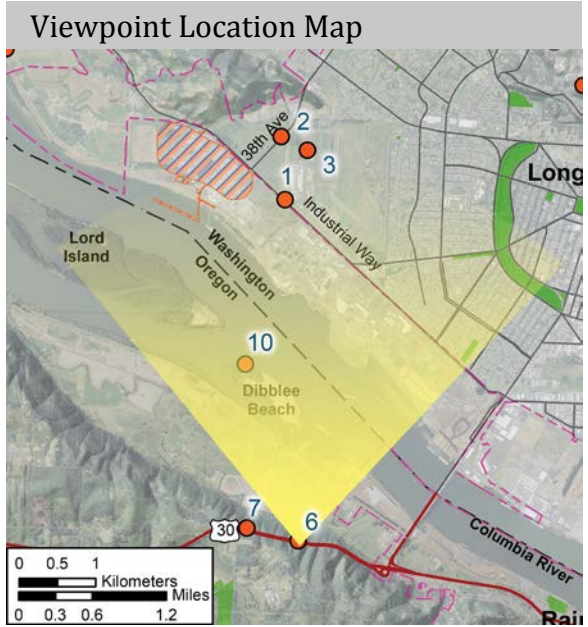 Viewpoint Location Map
38th Ave
2
3
Long
1
Industrial Way
Lord
Island
Washington
Oregon
10
Dibblee
Beach
7
6
30
Columbia River
0 0.5 1
Kilometers
Miles
0 0.3 0.6 1.2
Rain